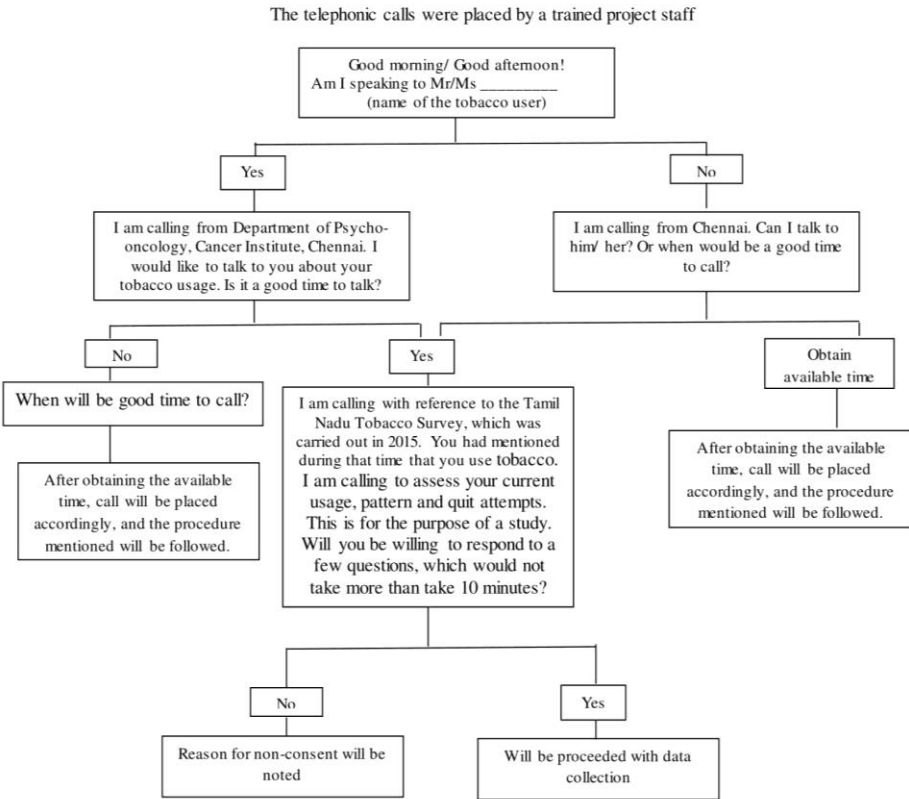 The telephonic calls were placed by a trained project staff
Good morning/ Good afternoon!
Am I speaking to Mr/Ms _________
(name of the tobacco user)
Yes
No
I am calling from Department of Psycho-
oncology, Cancer Institute, Chennai. I
would like to talk to you about your
tobacco usage. Is it a good time to talk?
I am calling from Chennai. Can I talk to
him/ her? Or when would be a good time
to call?
No
Yes
Obtain
available time
When will be good time to call?
I am calling with reference to the Tamil
Nadu Tobacco Survey, which was
carried out in 2015. You had mentioned
during that time that you use tobacco.
I am calling to assess your current
usage, pattern and quit attempts.
This is for the purpose of a study.
Will you be willing to respond to a
few questions, which would not
take more than take 10 minutes?
After obtaining the available
time, call will be placed
accordingly, and the procedure
mentioned will be followed.
After obtaining the available
time, call will be placed
accordingly, and the procedure
mentioned will be followed.
No
Yes
Reason for non-consent will be
noted
Will be proceeded with data
collection